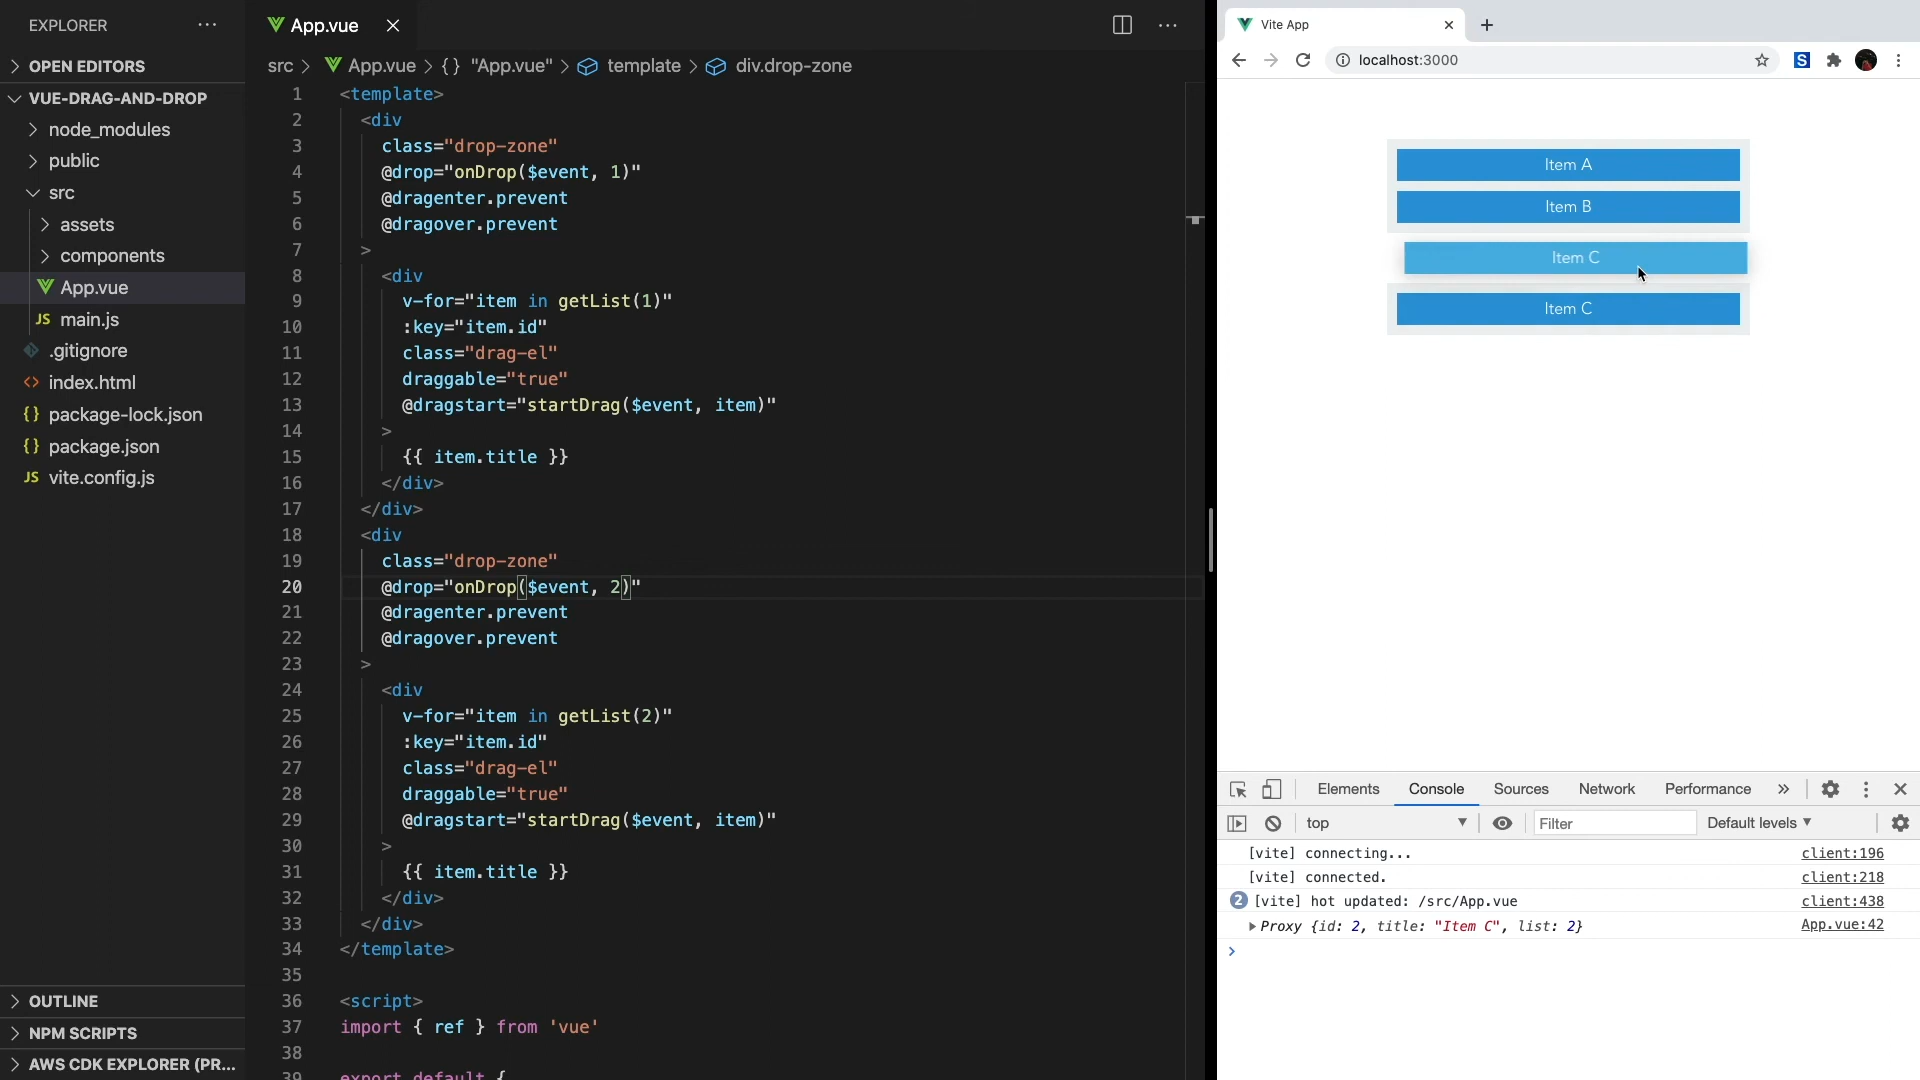 EXPLORER
OPEN EDITORS
VUE-DRAG-AND-DROP
node_modules
public
src
assets
components
App.vue
main.js
.gitignore
index.html
package-lock.json
package.json
vite.config.js
OUTLINE
NPM SCRIPTS
AWS CDK EXPLORER (PR...
App.vue
src > App.vue > {} "App.vue" > template > div.drop-zone
1 <template>
2 <div
3 class="drop-zone"
4 @drop="onDrop($event, 1)"
5 @dragenter.prevent
6 @dragover.prevent
7 >
8 <div
9 v-for="item in getList(1)"
10 :key="item.id"
11 class="drag-el"
12 draggable="true"
13 @dragstart="startDrag($event, item)"
14 >
15 {{ item.title }}
16 </div>
17 </div>
18 <div
19 class="drop-zone"
20 @drop="onDrop($event, 2)"
21 @dragenter.prevent
22 @dragover.prevent
23 >
24 <div
25 v-for="item in getList(2)"
26 :key="item.id"
27 class="drag-el"
28 draggable="true"
29 @dragstart="startDrag($event, item)"
30 >
31 {{ item.title }}
32 </div>
33 </div>
34 </template>
35
36 <script>
37 import { ref } from 'vue'
38
39 export default {
Vite App
localhost:3000
Item A
Item B
Item C
Item C
Elements Console Sources Network Performance
top Filter Default levels
[vite] connecting... client:196
[vite] connected. client:218
2 [vite] hot updated: /src/App.vue client:438
Proxy {id: 2, title: "Item C", list: 2} App.vue:42